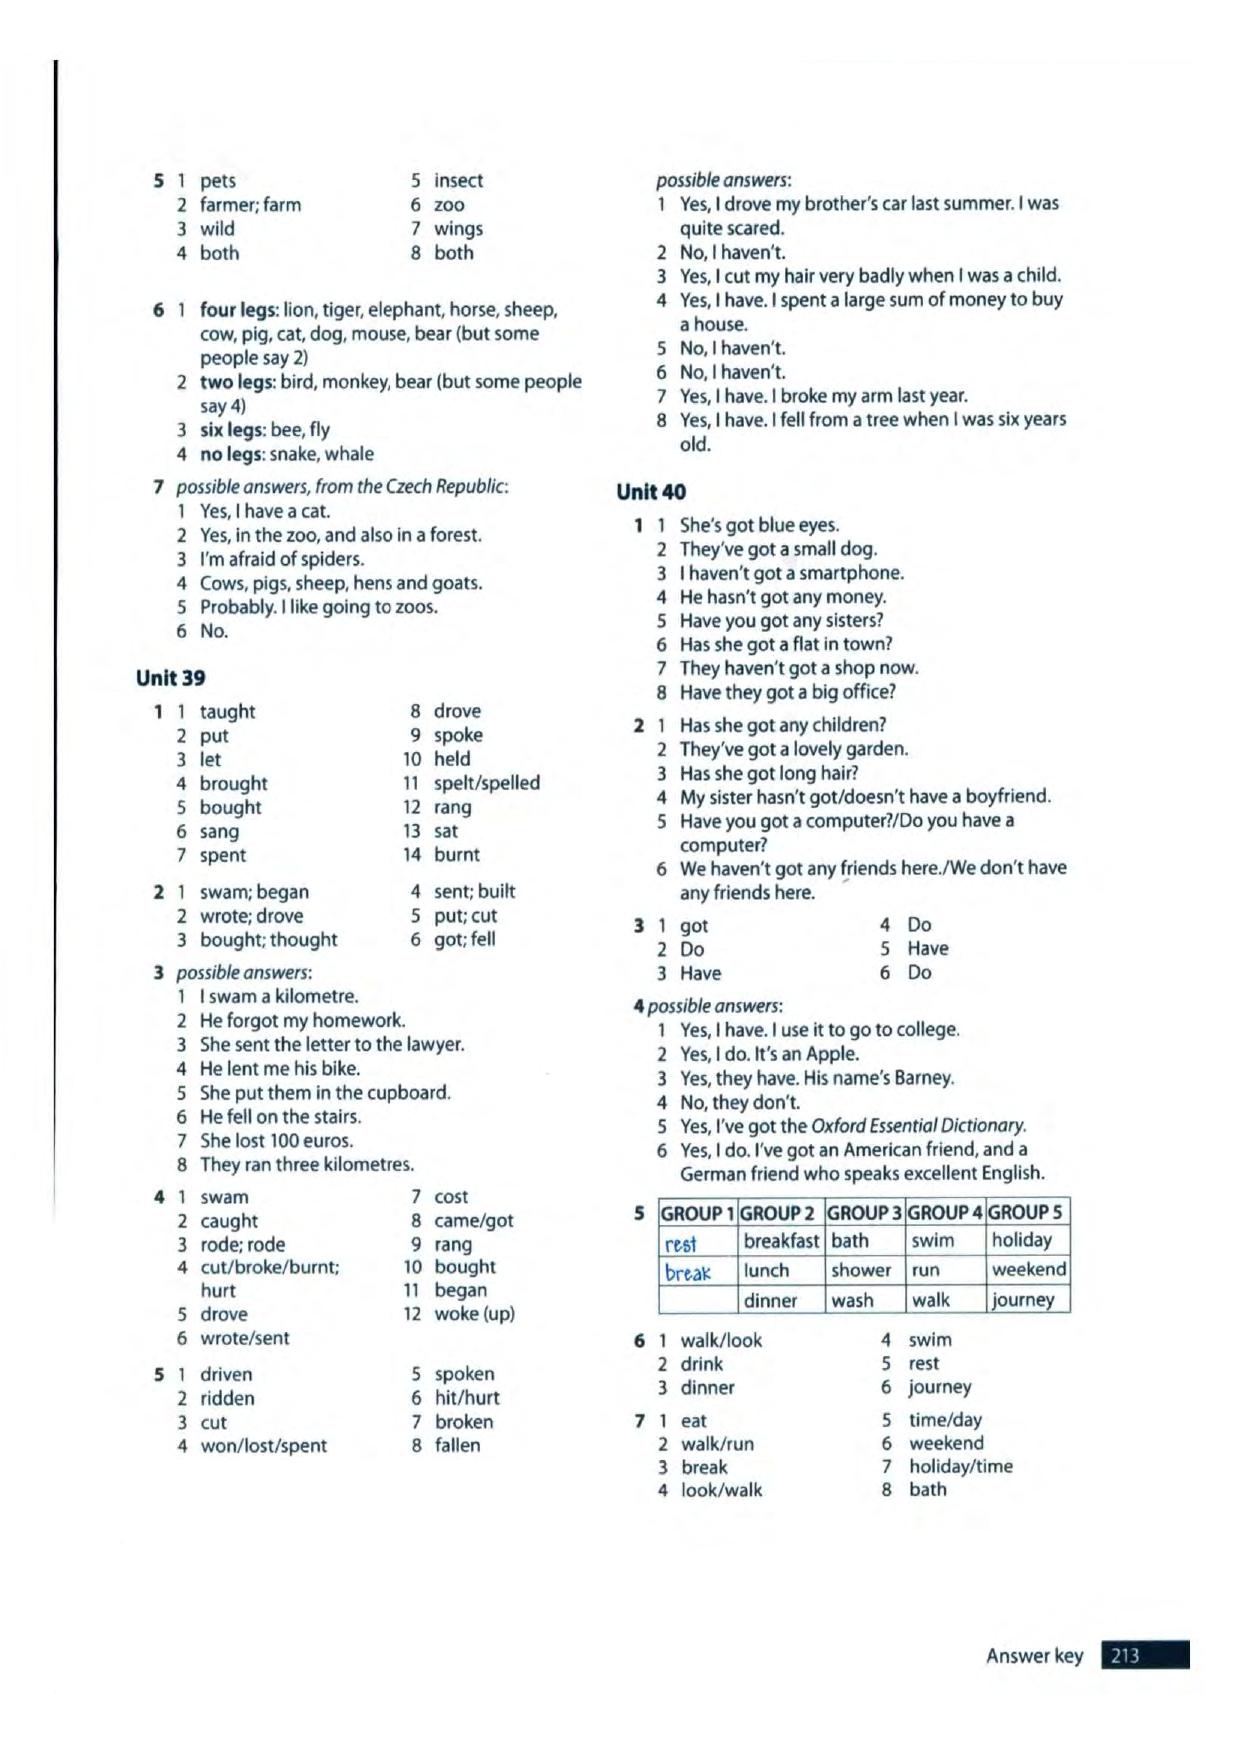 5 1 pets
2 farmer; farm
3 wild
4 both
5 insect
6 zoo
7 wings
8 both
6 1 four legs: lion, tiger, elephant, horse, sheep,
cow, pig, cat, dog, mouse, bear (but some
people say 2)
2 two legs: bird, monkey, bear (but some people
say 4)
3 six legs: bee, fly
4 no legs: snake, whale
7 possible answers, from the Czech Republic:
1 Yes, I have a cat.
2 Yes, in the zoo, and also in a forest.
3 I'm afraid of spiders.
4 Cows, pigs, sheep, hens and goats.
5 Probably. I like going to zoos.
6 No.
Unit 39
1 1 taught
2 put
3 let
4 brought
5 bought
6 sang
7 spent
8 drove
9 spoke
10 held
11 spelt/spelled
12 rang
13 sat
14 burnt
2 1 swam; began
2 wrote; drove
3 bought; thought
4 sent; built
5 put; cut
6 got; fell
3 possible answers:
1 I swam a kilometre.
2 He forgot my homework.
3 She sent the letter to the lawyer.
4 He lent me his bike.
5 She put them in the cupboard.
6 He fell on the stairs.
7 She lost 100 euros.
8 They ran three kilometres.
4 1 swam
2 caught
3 rode; rode
4 cut/broke/burnt;
hurt
5 drove
6 wrote/sent
7 cost
8 came/got
9 rang
10 bought
11 began
12 woke (up)
5 1 driven
2 ridden
3 cut
4 won/lost/spent
5 spoken
6 hit/hurt
7 broken
8 fallen
possible answers:
1 Yes, I drove my brother's car last summer. I was
quite scared.
2 No, I haven't.
3 Yes, I cut my hair very badly when I was a child.
4 Yes, I have. I spent a large sum of money to buy
a house.
5 No, I haven't.
6 No, I haven't.
7 Yes, I have. I broke my arm last year.
8 Yes, I have. I fell from a tree when I was six years
old.
Unit 40
1 1 She's got blue eyes.
2 They've got a small dog.
3 I haven't got a smartphone.
4 He hasn't got any money.
5 Have you got any sisters?
6 Has she got a flat in town?
7 They haven't got a shop now.
8 Have they got a big office?
2 1 Has she got any children?
2 They've got a lovely garden.
3 Has she got long hair?
4 My sister hasn't got/doesn't have a boyfriend.
5 Have you got a computer?/Do you have a
computer?
6 We haven't got any friends here./We don't have
any friends here.
3 1 got
2 Do
3 Have
4 Do
5 Have
6 Do
4 possible answers:
1 Yes, I have. I use it to go to college.
2 Yes, I do. It's an Apple.
3 Yes, they have. His name's Barney.
4 No, they don't.
5 Yes, I've got the Oxford Essential Dictionary.
6 Yes, I do. I've got an American friend, and a
German friend who speaks excellent English.
5 GROUP 1 GROUP 2 GROUP 3 GROUP 4 GROUP 5
rest breakfast bath swim holiday
break lunch shower run weekend
dinner wash walk journey
6 1 walk/look
2 drink
3 dinner
4 swim
5 rest
6 journey
7 1 eat
2 walk/run
3 break
4 look/walk
5 time/day
6 weekend
7 holiday/time
8 bath
Answer key 213